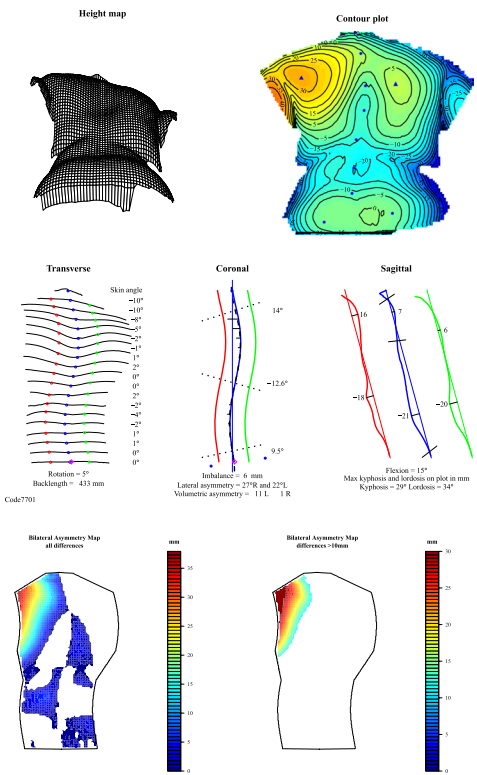 Height map
Contour plot
Transverse
Coronal
Sagittal
Skin angle
-10°
-10°
-8°
-5°
-2°
-1°
2°
0°
0°
2°
-2°
-4°
2°
1°
0°
0°
0°
14°
-12.6°
9.5°
-16
-18
7
-21
6
-20
Rotation = 5°
Backlength = 433 mm
Imbalance = 6 mm
Lateral asymmetry = 27°R and 22°L
Volumetric asymmetry = 11 L 1 R
Flexion = 15°
Max kyphosis and lordosis on plot in mm
Kyphosis = 29° Lordosis = 34°
Code7701
Bilateral Asymmetry Map
all differences
mm
35
30
25
20
15
10
5
0
Bilateral Asymmetry Map
differences >10mm
mm
30
25
20
15
10
5
0